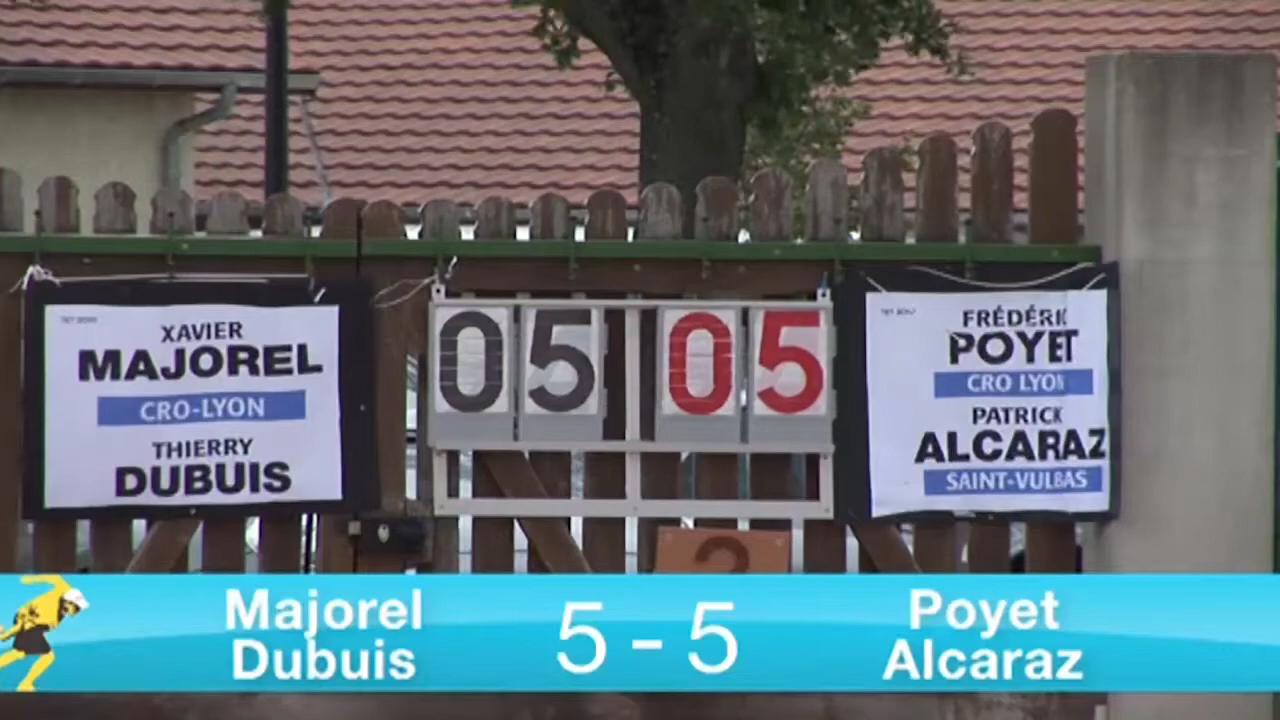 XAVIER
MAJOREL
CRO-LYON
THIERRY
DUBUIS
05 05
FRÉDÉRIC
POYET
CRO LYON
PATRICK
ALCARAZ
SAINT-VULBAS
Majorel
Dubuis
5 - 5
Poyet
Alcaraz